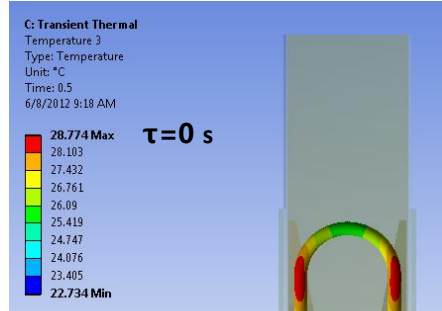 C: Transient Thermal
Temperature 3
Type: Temperature
Unit: °C
Time: 0.5
6/8/2012 9:18 AM
τ=0 s
28.774 Max
28.103
27.432
26.761
26.09
25.419
24.747
24.076
23.405
22.734 Min